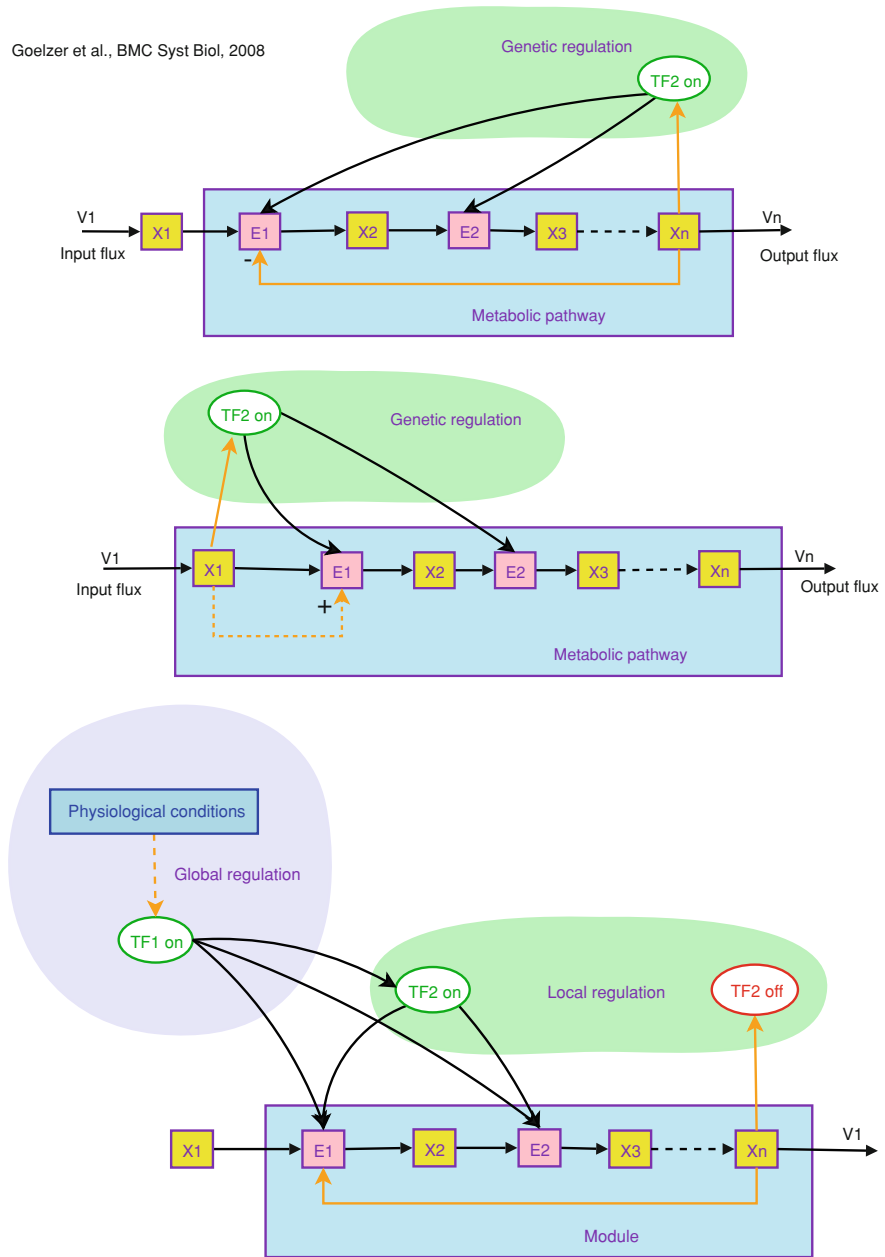 Goelzer et al., BMC Syst Biol, 2008
Genetic regulation
TF2 on
V1
Input flux
X1
E1
X2
E2
X3
Xn
Vn
Output flux
-
Metabolic pathway
TF2 on
Genetic regulation
V1
Input flux
X1
E1
X2
E2
X3
Xn
Vn
Output flux
+
Metabolic pathway
Physiological conditions
Global regulation
TF1 on
TF2 on
Local regulation
TF2 off
X1
E1
X2
E2
X3
Xn
V1
Module